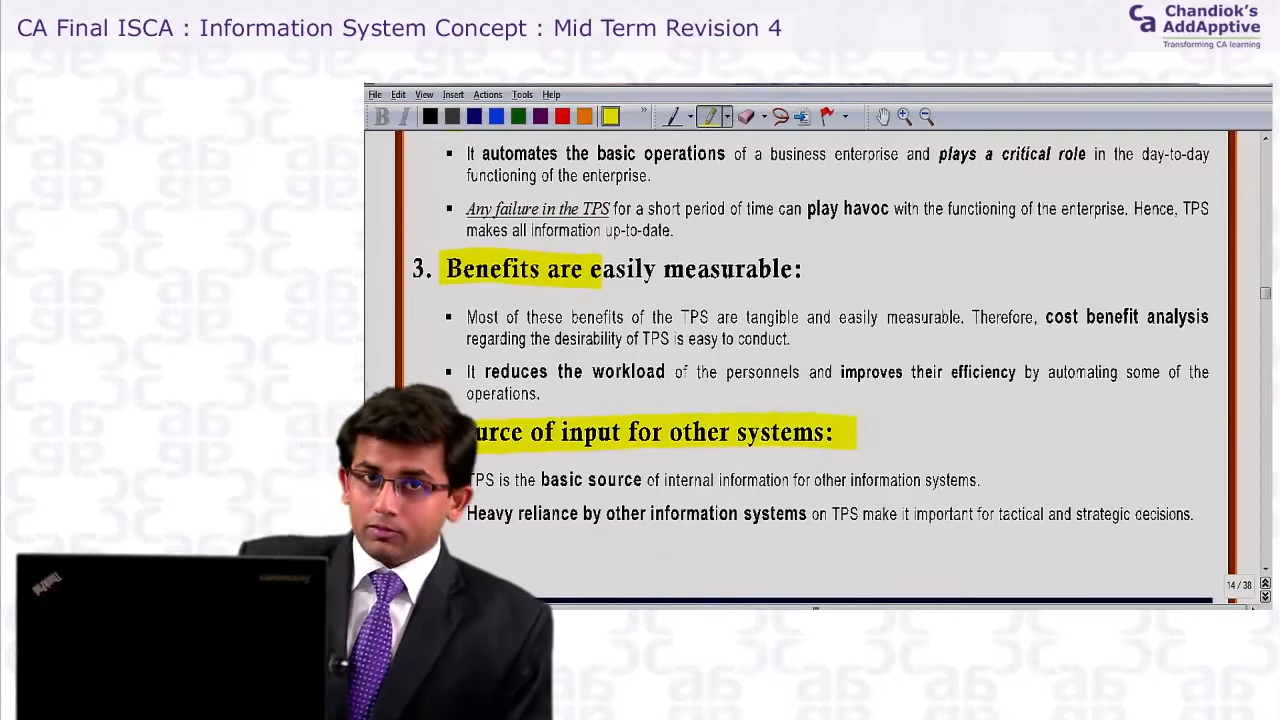 CA Final ISCA : Information System Concept : Mid Term Revision 4
Chandiok's
AddApptive
Transforming CA learning
File Edit View Insert Actions Tools Help
B I
▪ It automates the basic operations of a business enterprise and plays a critical role in the day-to-day
functioning of the enterprise.
▪ Any failure in the TPS for a short period of time can play havoc with the functioning of the enterprise. Hence, TPS
makes all information up-to-date.
3. Benefits are easily measurable:
▪ Most of these benefits of the TPS are tangible and easily measurable. Therefore, cost benefit analysis
regarding the desirability of TPS is easy to conduct.
▪ It reduces the workload of the personnels and improves their efficiency by automating some of the
operations.
urce of input for other systems:
TPS is the basic source of internal information for other information systems.
Heavy reliance by other information systems on TPS make it important for tactical and strategic decisions.
14 / 38
ThinkPad